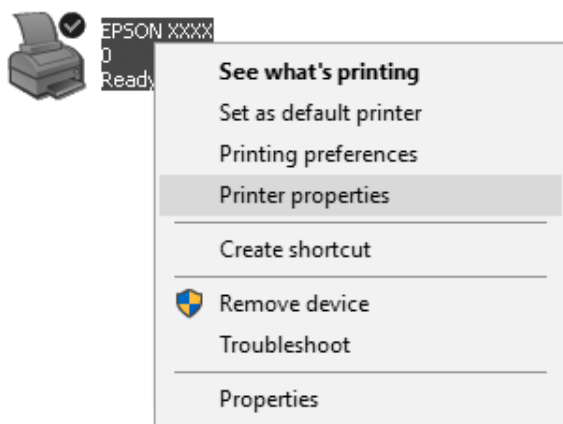 EPSON XXXX
0
Ready
See what's printing
Set as default printer
Printing preferences
Printer properties
Create shortcut
Remove device
Troubleshoot
Properties